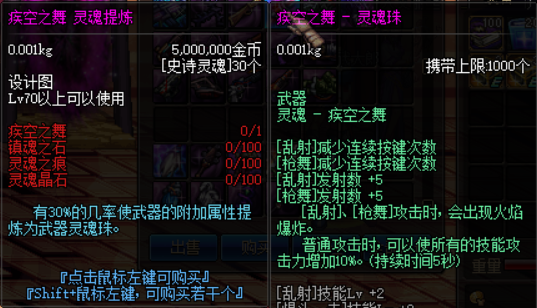 疾空之舞 灵魂提炼
0.001kg
5,000,000金币
[史诗灵魂]30个
设计图
Lv70以上可以使用
疾空之舞 0/1
镇魂之石 0/100
灵魂之痕 0/100
灵魂晶石 0/100
有30%的几率使武器的附加属性提
炼为武器灵魂珠。
出售
购买
『点击鼠标左键可购买』
『Shift+鼠标左键, 可购买若干个』
疾空之舞 - 灵魂珠
0.001kg
携带上限:1000个
武器
灵魂 - 疾空之舞
[乱射]减少连续按键次数
[枪舞]减少连续按键次数
[乱射]发射数 +5
[枪舞]发射数 +5
[乱射]、[枪舞]攻击时, 会出现火焰
爆炸。
普通攻击时, 可以使所有的技能攻
击力增加10%。(持续时间5秒)
[乱射]技能Lv +2
100
重量